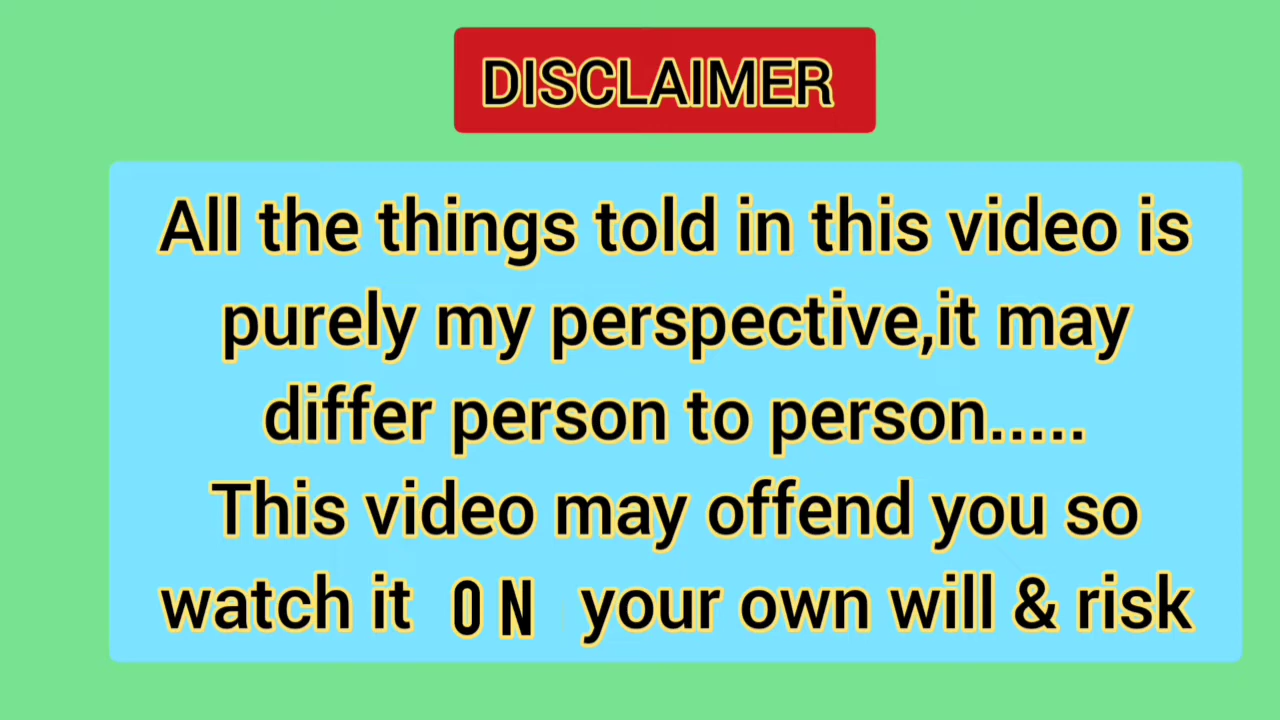 DISCLAIMER
All the things told in this video is
purely my perspective,it may
differ person to person.....
This video may offend you so
watch it ON your own will & risk